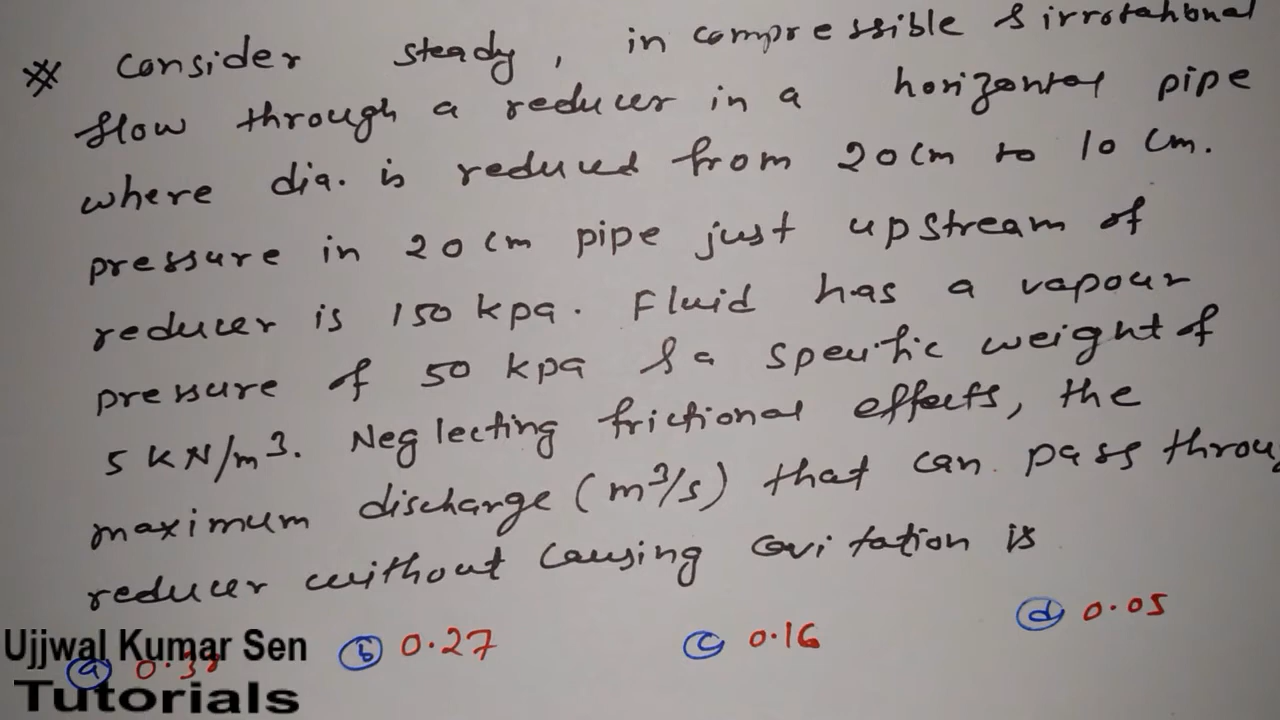 ※ consider steady, in compressible & irrotational
flow through a reducer in a horizontal pipe
where dia. is reduced from 20cm to 10 cm.
pressure in 20cm pipe just upstream of
reducer is 150 kpa. Fluid has a vapour
pressure of 50 kpa & a specific weight of
5 kN/m³. Neglecting frictional effects, the
maximum discharge (m³/s) that can pass
reducer without causing cavitation is
(d) 0.05
(b) 0.27 (c) 0.16
(a)
Ujjwal Kumar Sen
Tutorials